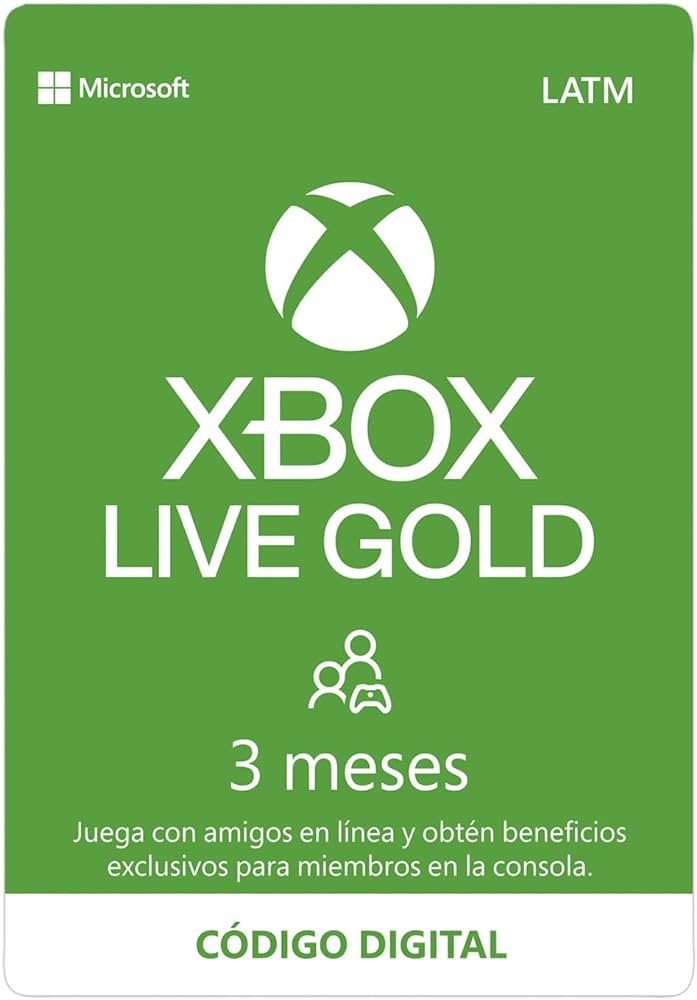 Microsoft
LATM
XBOX
LIVE GOLD
3 meses
Juega con amigos en línea y obtén beneficios
exclusivos para miembros en la consola.
CÓDIGO DIGITAL